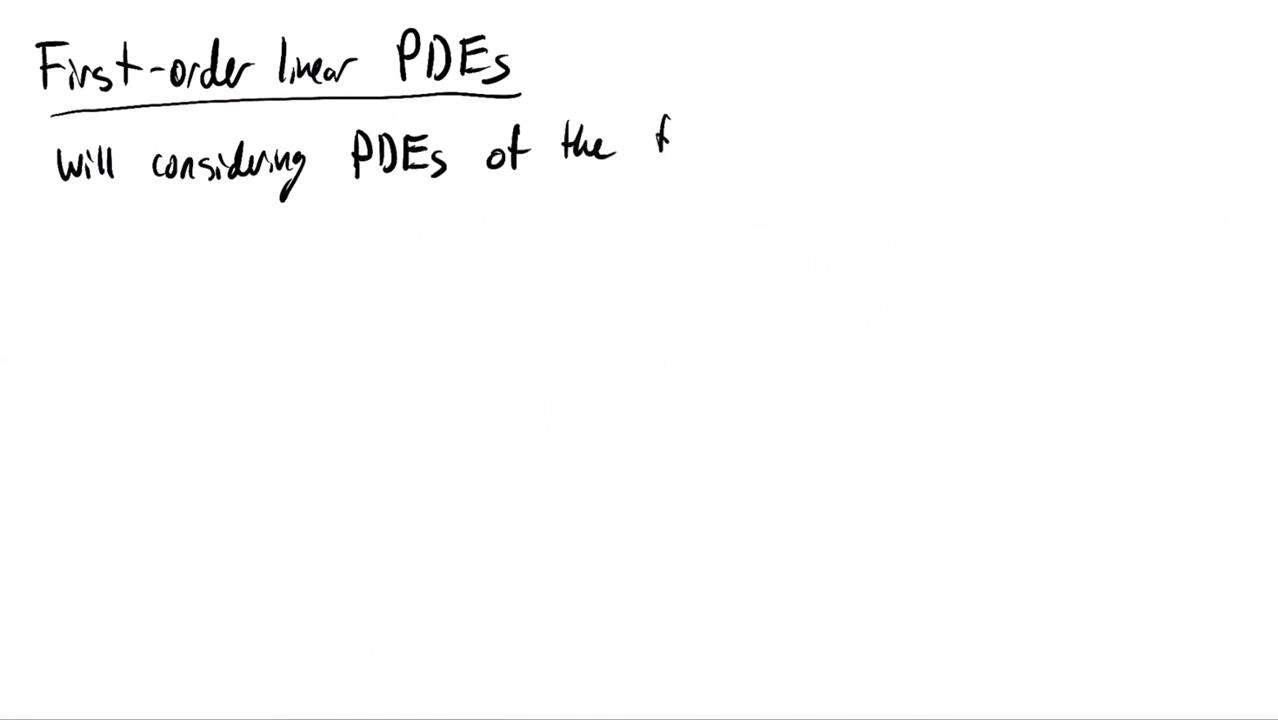 First-order linear PDEs
will considering PDEs of the f